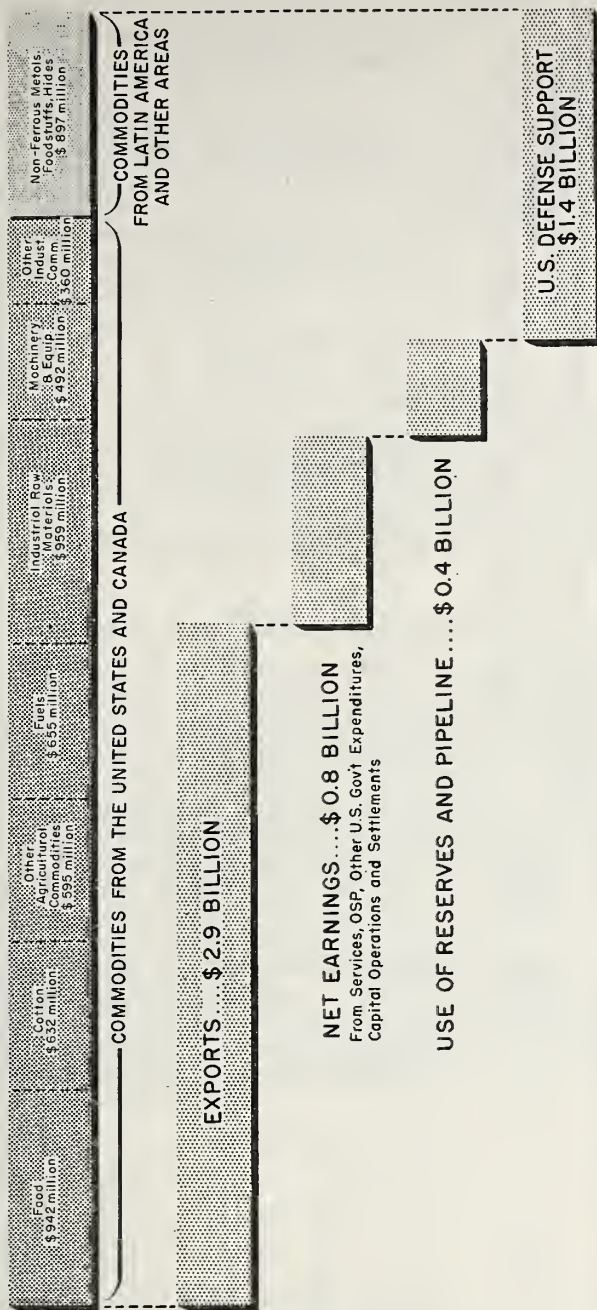 Food
$942 million
Cotton
$632 million
Other
Agricultural
Commodities
$595 million
Fuels
$655 million
Industrial Raw
Materials
$959 million
Machinery
& Equip
$492 million
Other
Indust.
Comm.
$360 million
Non-Ferrous Metals,
Foodstuffs, Hides
$897 million
COMMODITIES FROM THE UNITED STATES AND CANADA
COMMODITIES
FROM LATIN AMERICA
AND OTHER AREAS
EXPORTS....$2.9 BILLION
NET EARNINGS....$0.8 BILLION
From Services, OSP, Other U.S. Gov't Expenditures,
Capital Operations and Settlements
USE OF RESERVES AND PIPELINE....$0.4 BILLION
U.S. DEFENSE SUPPORT
$1.4 BILLION